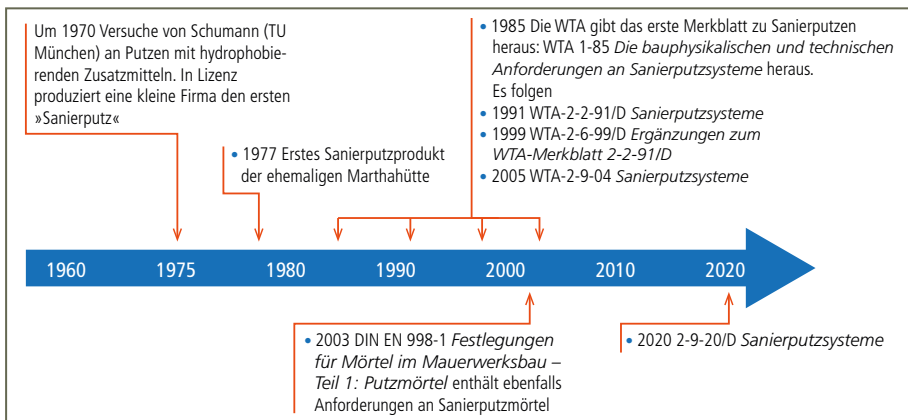 Um 1970 Versuche von Schumann (TU
München) an Putzen mit hydrophobie-
renden Zusatzmitteln. In Lizenz
produziert eine kleine Firma den ersten
»Sanierputz«
• 1977 Erstes Sanierputzprodukt
der ehemaligen Marthahütte
• 1985 Die WTA gibt das erste Merkblatt zu Sanierputzen
heraus: WTA 1-85 Die bauphysikalischen und technischen
Anforderungen an Sanierputzsysteme heraus.
Es folgen
• 1991 WTA-2-2-91/D Sanierputzsysteme
• 1999 WTA-2-6-99/D Ergänzungen zum
WTA-Merkblatt 2-2-91/D
• 2005 WTA-2-9-04 Sanierputzsysteme
1960 1975 1980 1990 2000 2010 2020
• 2003 DIN EN 998-1 Festlegungen
für Mörtel im Mauerwerksbau –
Teil 1: Putzmörtel enthält ebenfalls
Anforderungen an Sanierputzmörtel
• 2020 2-9-20/D Sanierputzsysteme